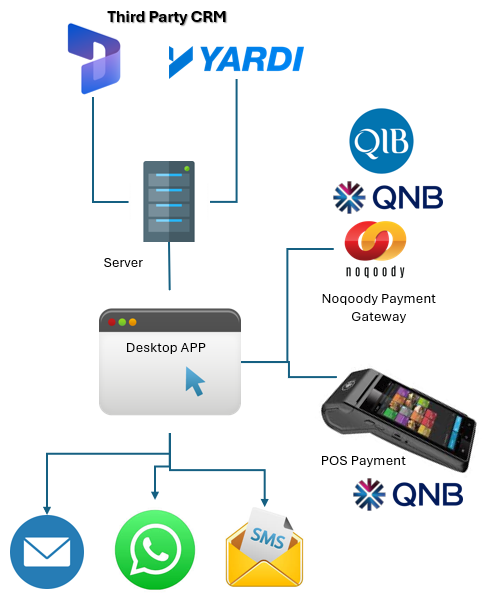 Third Party CRM
YARDI
QIB
QNB
noqoody
Server
Noqoody Payment
Gateway
Desktop APP
POS Payment
QNB
SMS